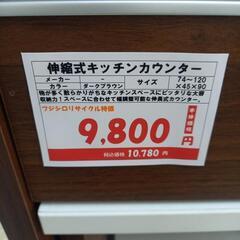 伸縮式キッチンカウンター
メーカー - サイズ 74～120
カラー ダークブラウン ×45×90
物が多く散らかりがちなキッチンスペースにピッタリな大容
収納力！スペースに合わせて幅調整可能な伸長式カウンター。
フジシロリサイクル特価
9,800 円
税込価格 10.780 円